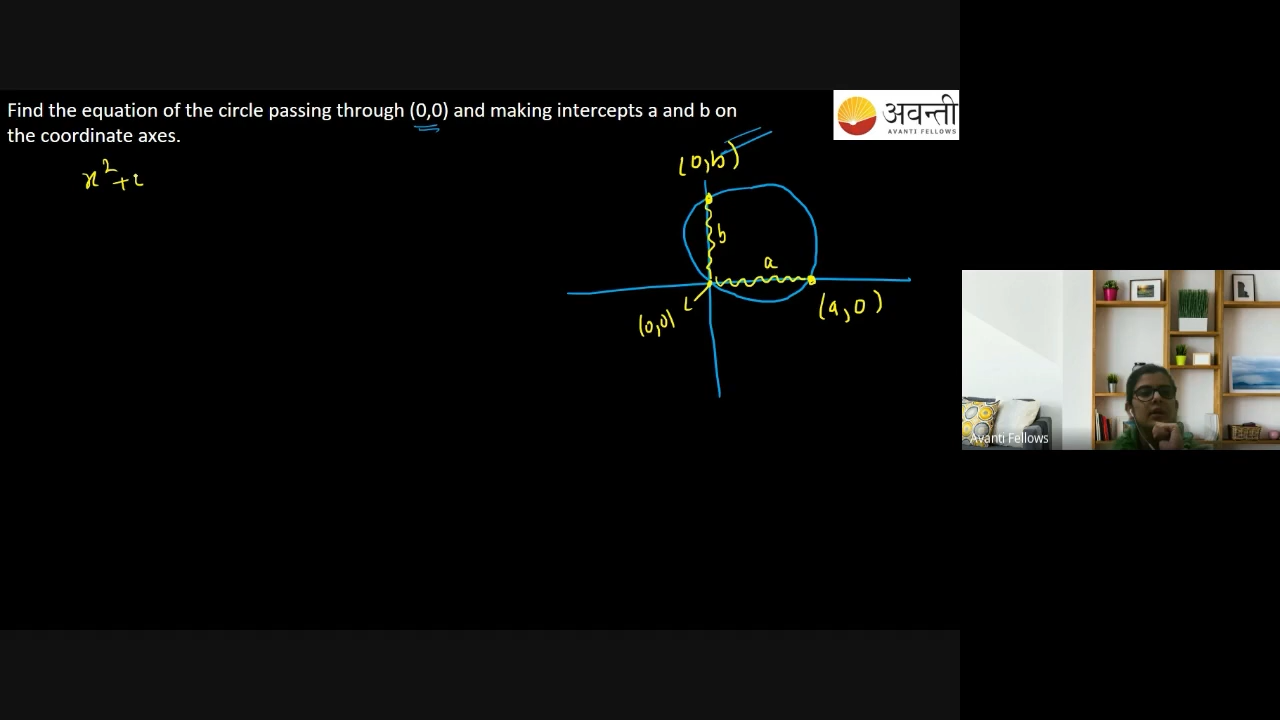 Find the equation of the circle passing through (0,0) and making intercepts a and b on
the coordinate axes.
अवन्ती
AVANTI FELLOWS
(0,b)
x²+
b
a
(0,0)
(a,0)
Avanti Fellows